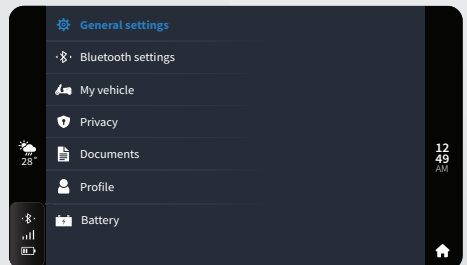 General settings
Bluetooth settings
My vehicle
Privacy
Documents
Profile
Battery
28°
12
49
AM